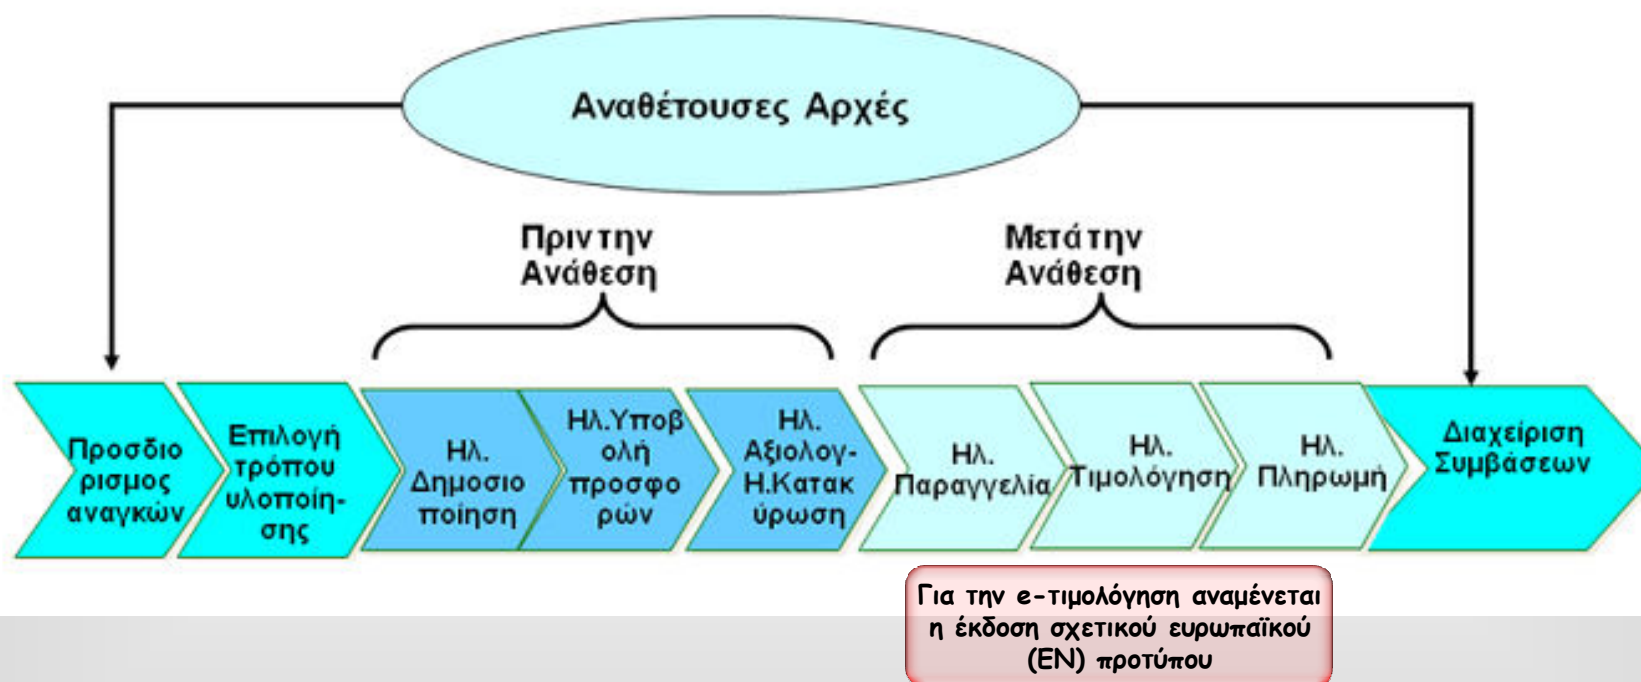 Αναθέτουσες Αρχές
Πριν την
Ανάθεση
Μετά την
Ανάθεση
Προσδιο
ρισμος
αναγκών
Επιλογή
τρόπου
υλοποίη-
σης
Ηλ.
Δημοσιο
ποίηση
Ηλ.Υποβ
ολή
προσφο
ρών
Ηλ.
Αξιολογ-
Η.Κατακ
ύρωση
Ηλ.
Παραγγελία
Ηλ.
Τιμολόγηση
Ηλ.
Πληρωμή
Διαχείριση
Συμβάσεων
Για την e-τιμολόγηση αναμένεται
η έκδοση σχετικού ευρωπαϊκού
(EN) προτύπου